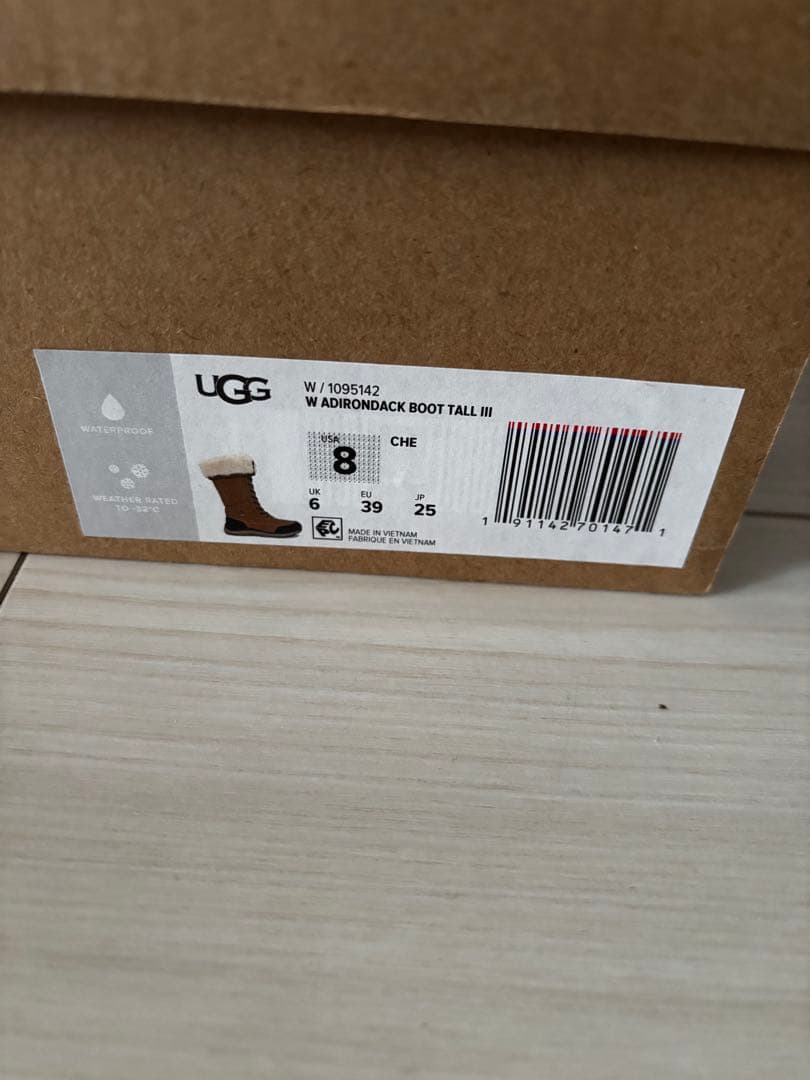 WATERPROOF
WEATHER RATED
TO -32°C
UGG
W / 1095142
W ADIRONDACK BOOT TALL III
USA
8
CHE
UK
6
EU
39
JP
25
MADE IN VIETNAM
FABRIQUE EN VIETNAM
1 91142 70147 1